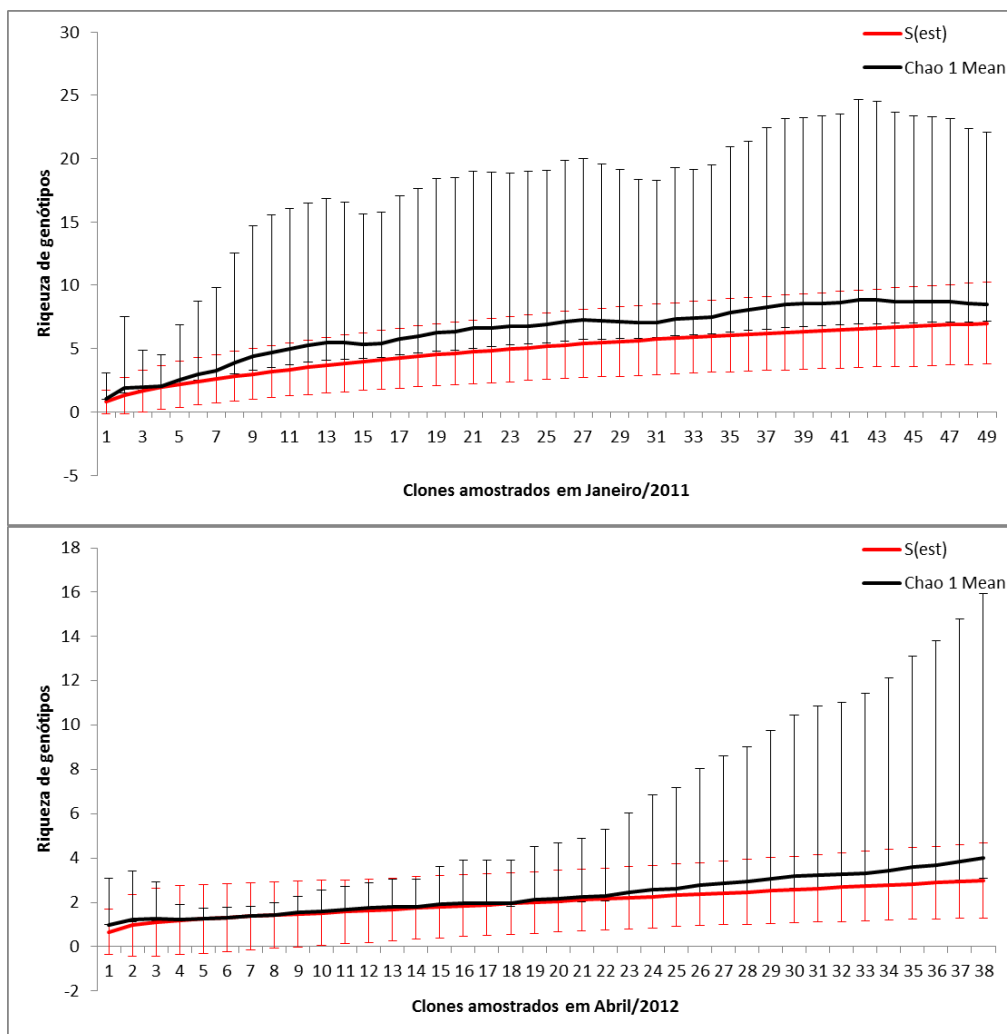 30
25
20
15
10
5
0
-5
Riqeuza de genótipos
S(est)
Chao 1 Mean
1 3 5 7 9 11 13 15 17 19 21 23 25 27 29 31 33 35 37 39 41 43 45 47 49
Clones amostrados em Janeiro/2011
18
16
14
12
10
8
6
4
2
0
-2
Riqueza de genótipos
S(est)
Chao 1 Mean
1 2 3 4 5 6 7 8 9 10 11 12 13 14 15 16 17 18 19 20 21 22 23 24 25 26 27 28 29 30 31 32 33 34 35 36 37 38
Clones amostrados em Abril/2012